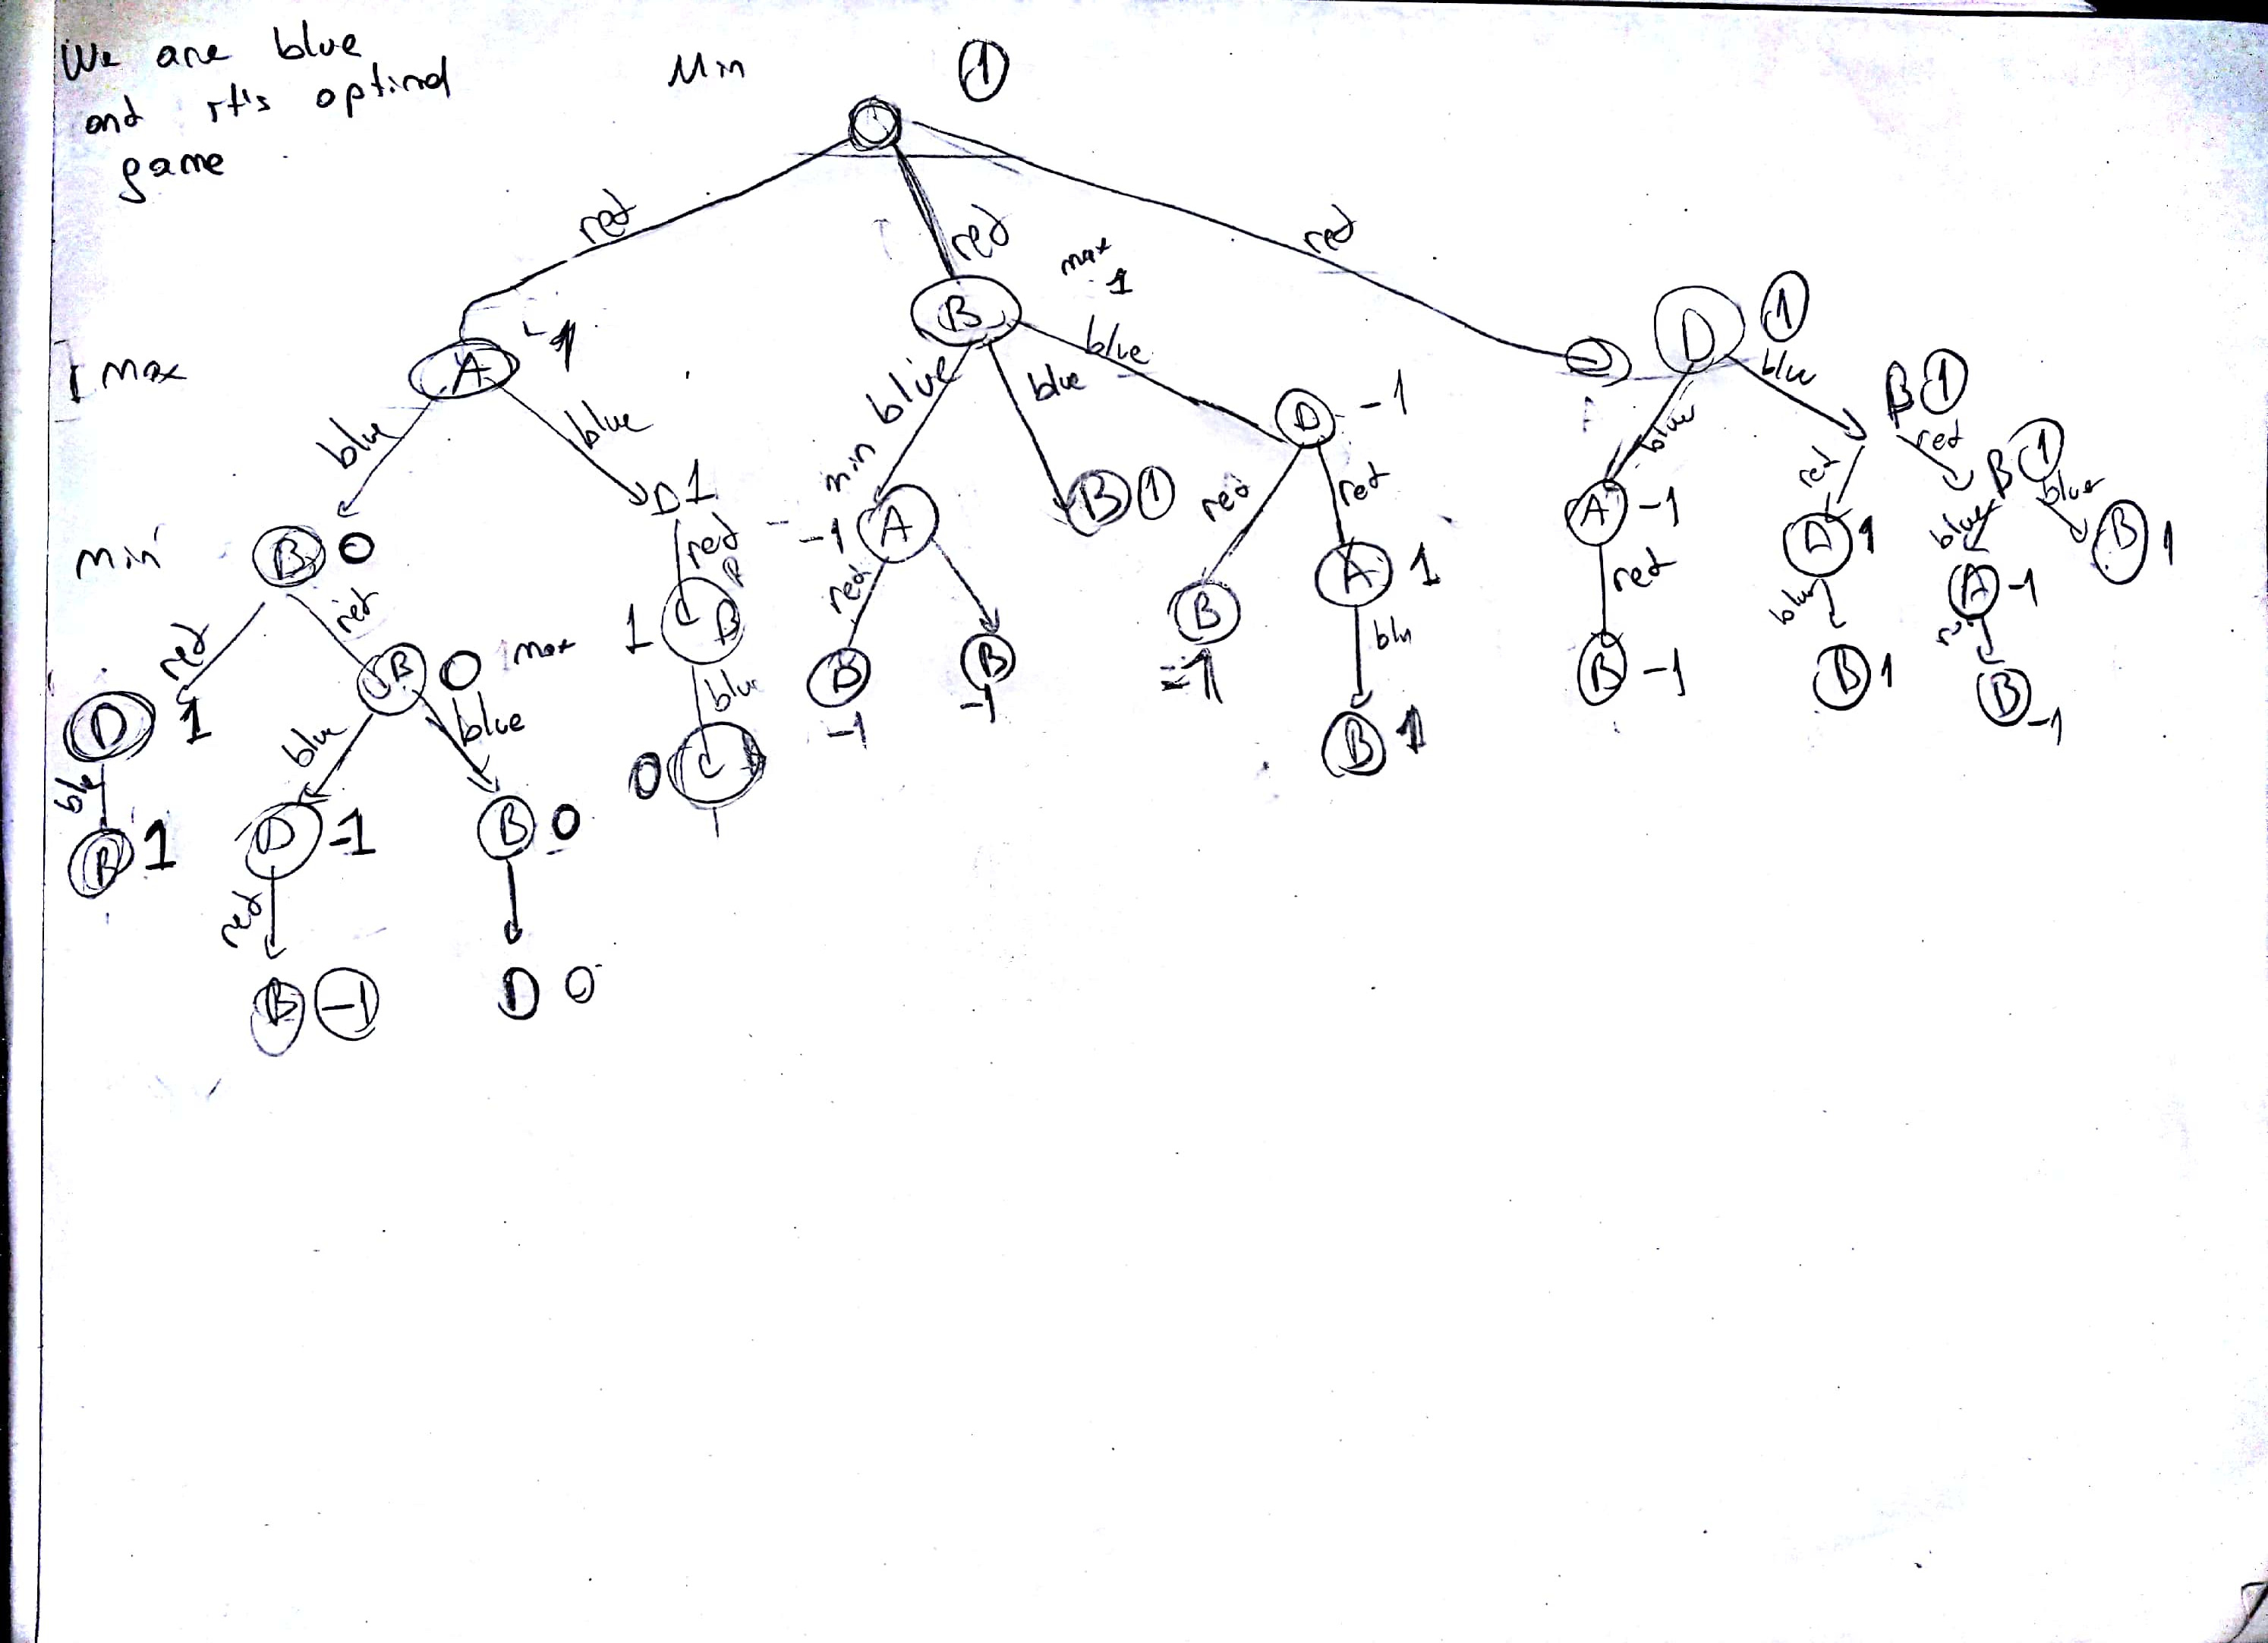 We are blue
and it's optimal
game
Min 1
red red red
max
1
max A 1 B D 1
blue blue blue blue blue blue blue
D -1 B 1
min
min B 0 D 1 -1 A B 1 red red A -1 red red B 1
blue blue
red red red red B A 1 red D 1 A -1 B 1
D 1 B 0 max 1 B B B -1 blue
-1 -1 -1 B -1 B 1 B -1
blue blue blue B 1
B 1 D -1 B 0 0 C
red
B -1 D 0